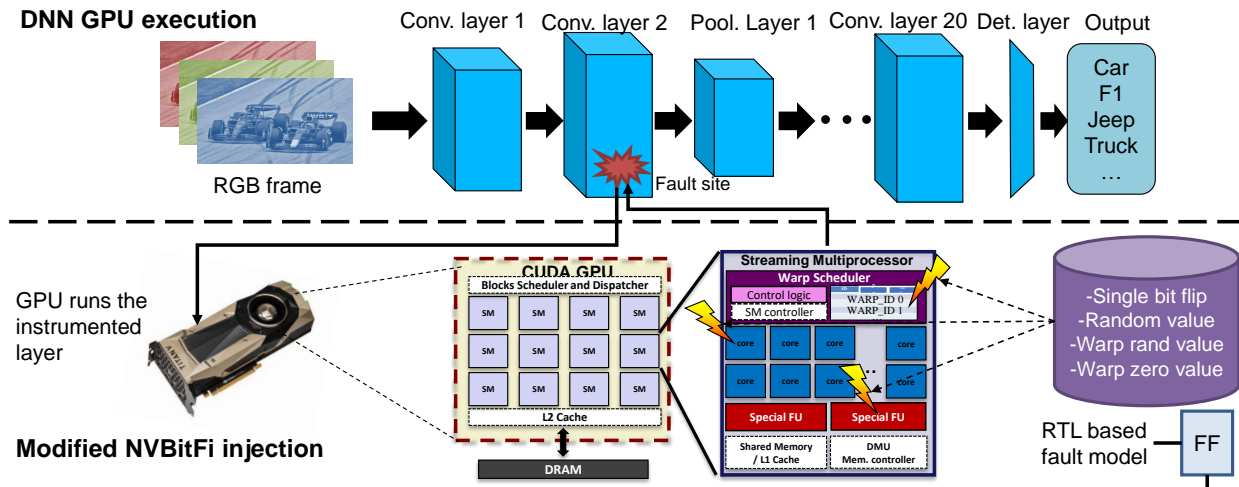 DNN GPU execution
Conv. layer 1
Conv. layer 2
Pool. Layer 1
Conv. layer 20
Det. layer
Output
Car
F1
Jeep
Truck
…
RGB frame
Fault site
GPU runs the
instrumented
layer
TITAN V
CUDA GPU
Blocks Scheduler and Dispatcher
SM SM SM SM
SM SM SM SM
SM SM SM SM
L2 Cache
DRAM
Streaming Multiprocessor
Warp Scheduler
Control logic
SM controller
WARP_ID 0
WARP_ID 1
core core core core
core core core .. core
Special FU
Special FU
Shared Memory
/ L1 Cache
DMU
Mem. controller
-Single bit flip
-Random value
-Warp rand value
-Warp zero value
Modified NVBitFi injection
RTL based
fault model
FF